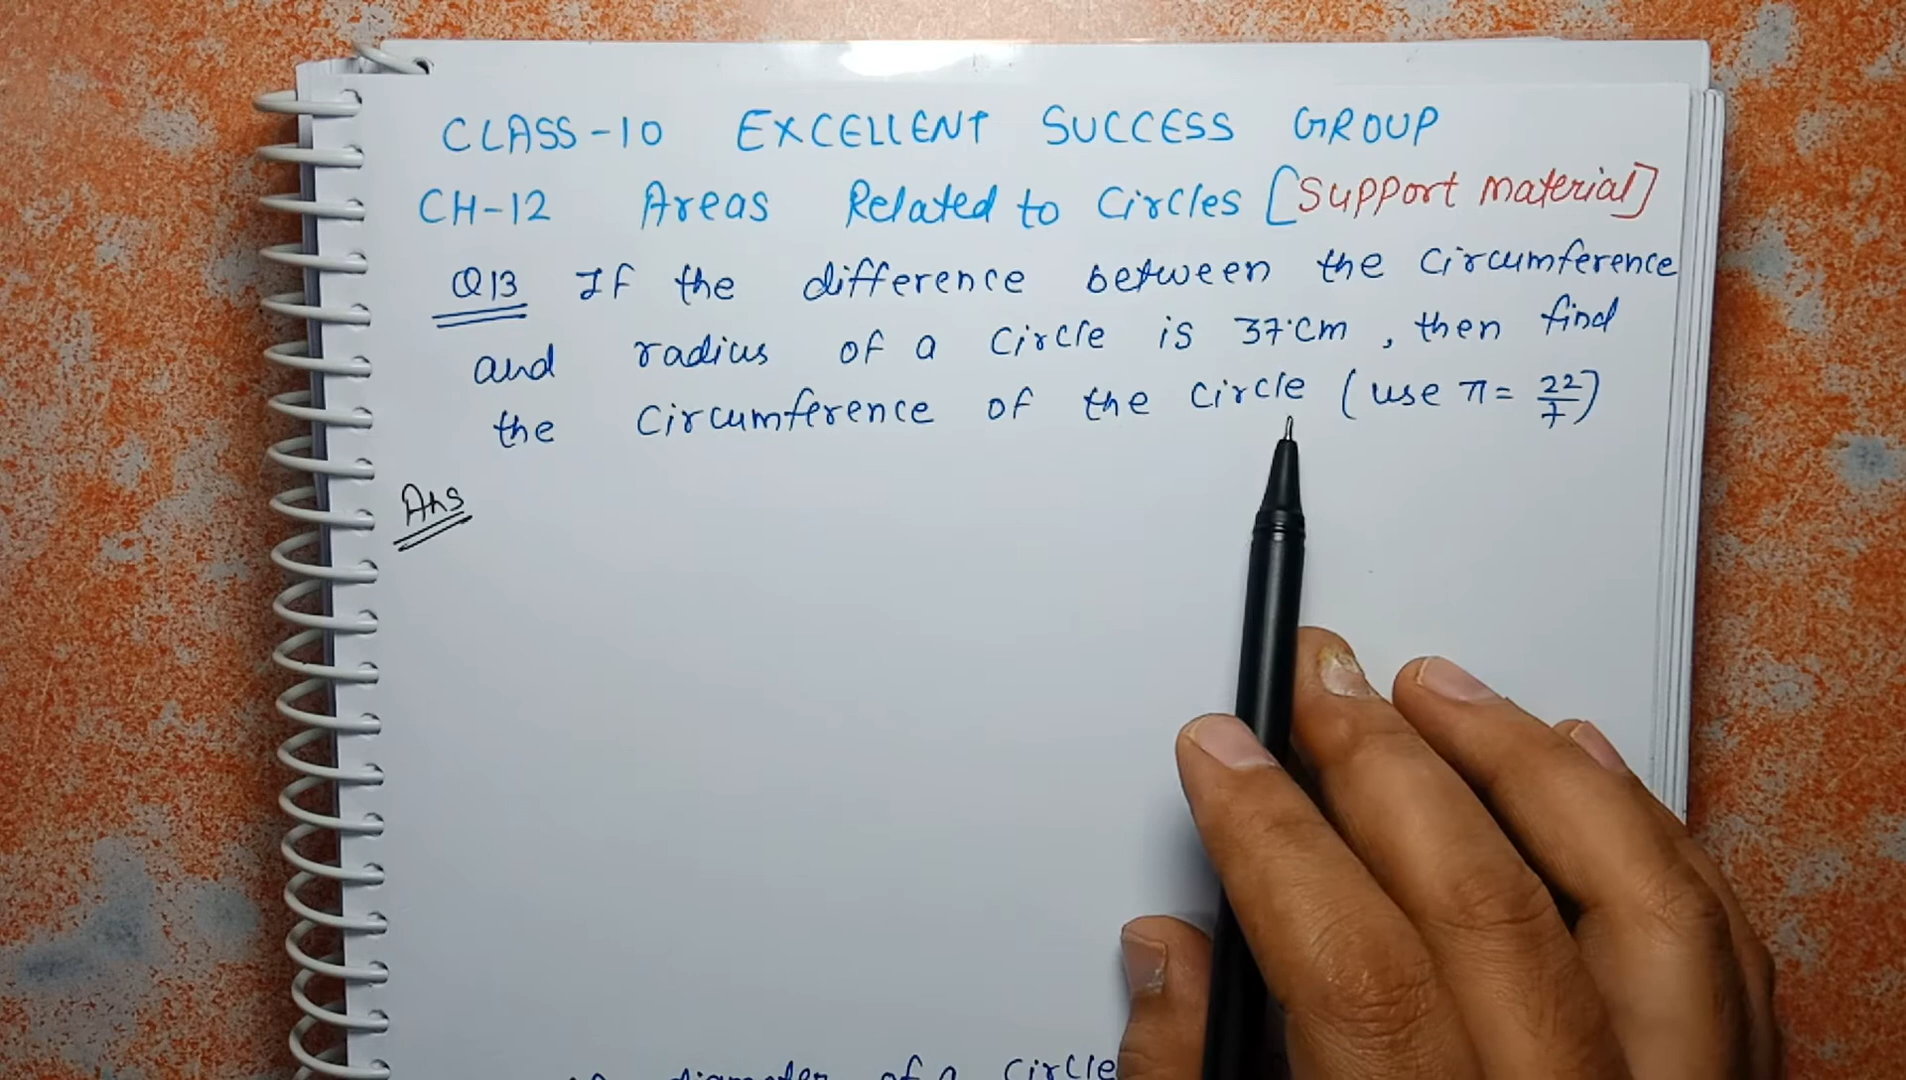 CLASS-10 EXCELLENT SUCCESS GROUP
CH-12 Areas Related to Circles [Support Material]
Q13 If the difference between the circumference
and radius of a circle is 37cm, then find
the circumference of the circle (use π = 22/7)
Ans
diameter of a circle